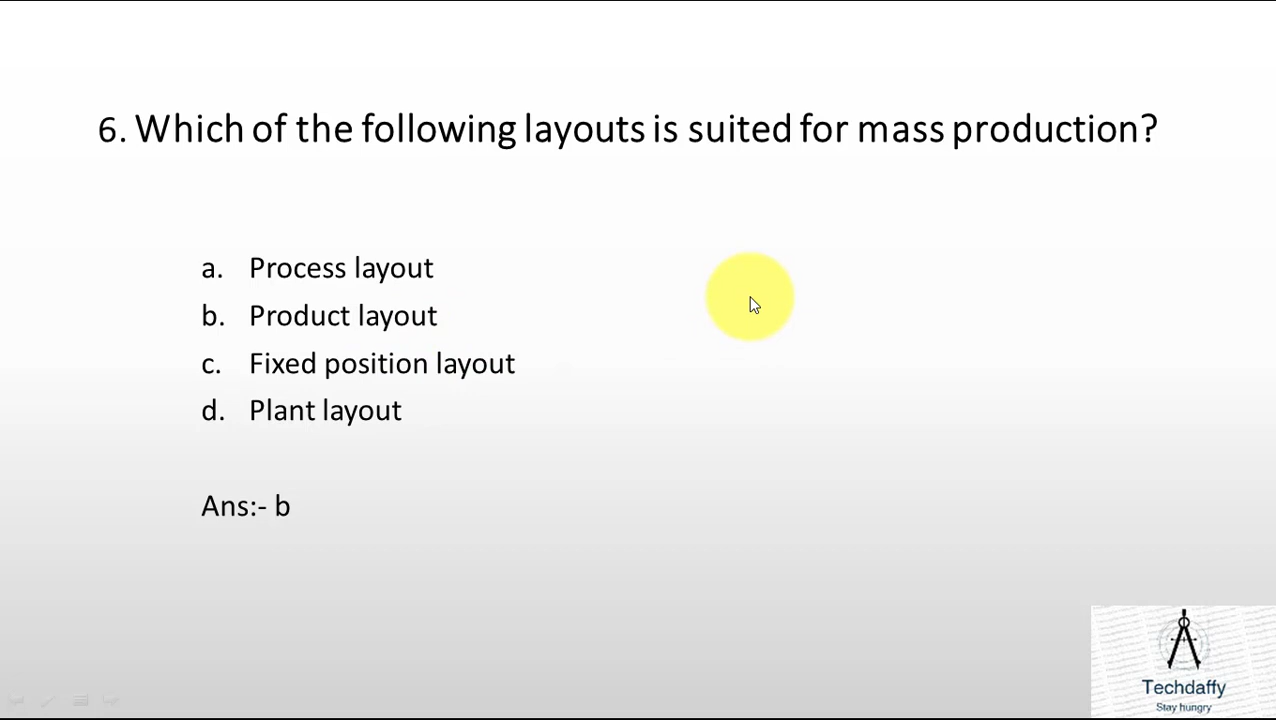 6. Which of the following layouts is suited for mass production?
a. Process layout
b. Product layout
c. Fixed position layout
d. Plant layout
Ans:- b
Techdaffy
Stay hungry